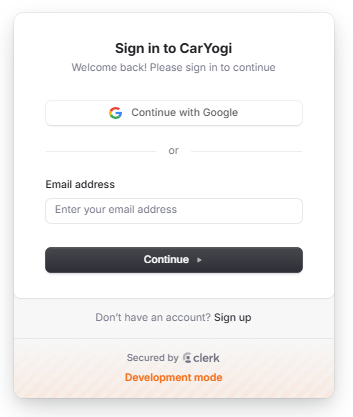 Sign in to CarYogi
Welcome back! Please sign in to continue
Continue with Google
or
Email address
Enter your email address
Continue
Don’t have an account? Sign up
Secured by clerk
Development mode